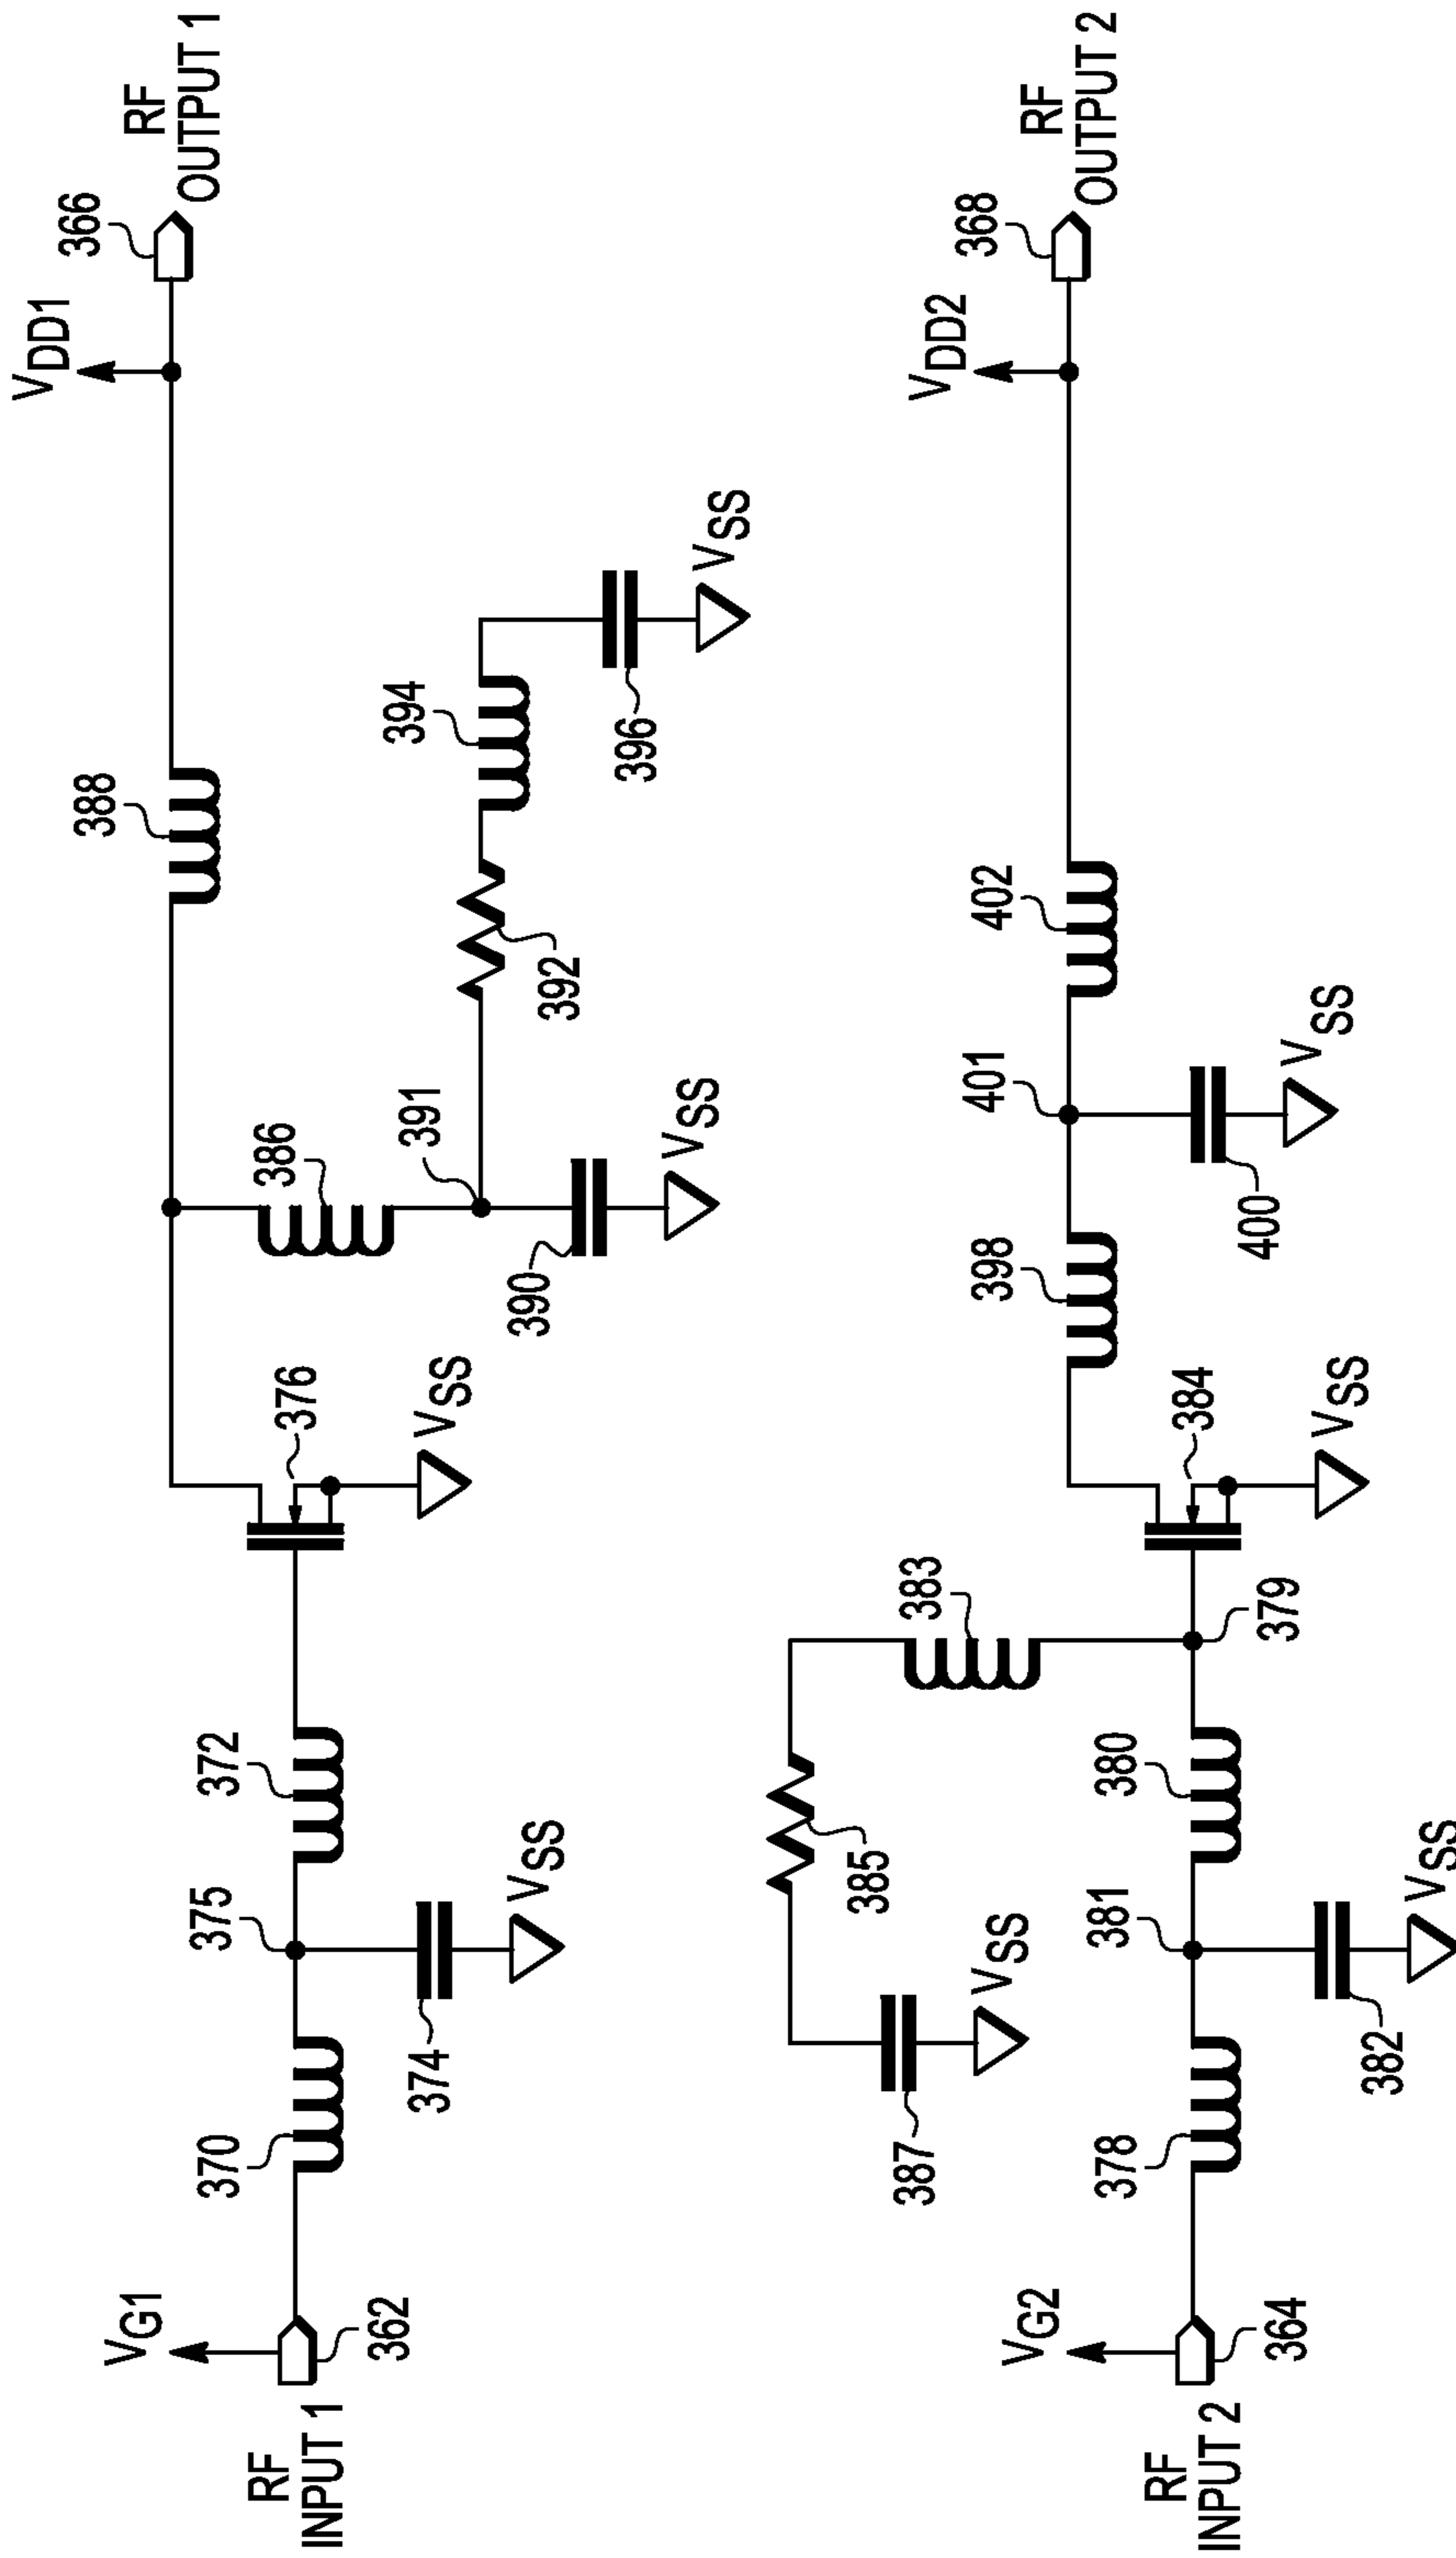 VDD1
RF
OUTPUT 1
366
388
386
391
390
VSS
392
394
396
VSS
376
VSS
372
375
374
VSS
370
VG1
362
RF
INPUT 1
VDD2
RF
OUTPUT 2
368
402
401
400
VSS
398
384
VSS
383
379
385
387
VSS
380
381
382
VSS
378
VG2
364
RF
INPUT 2